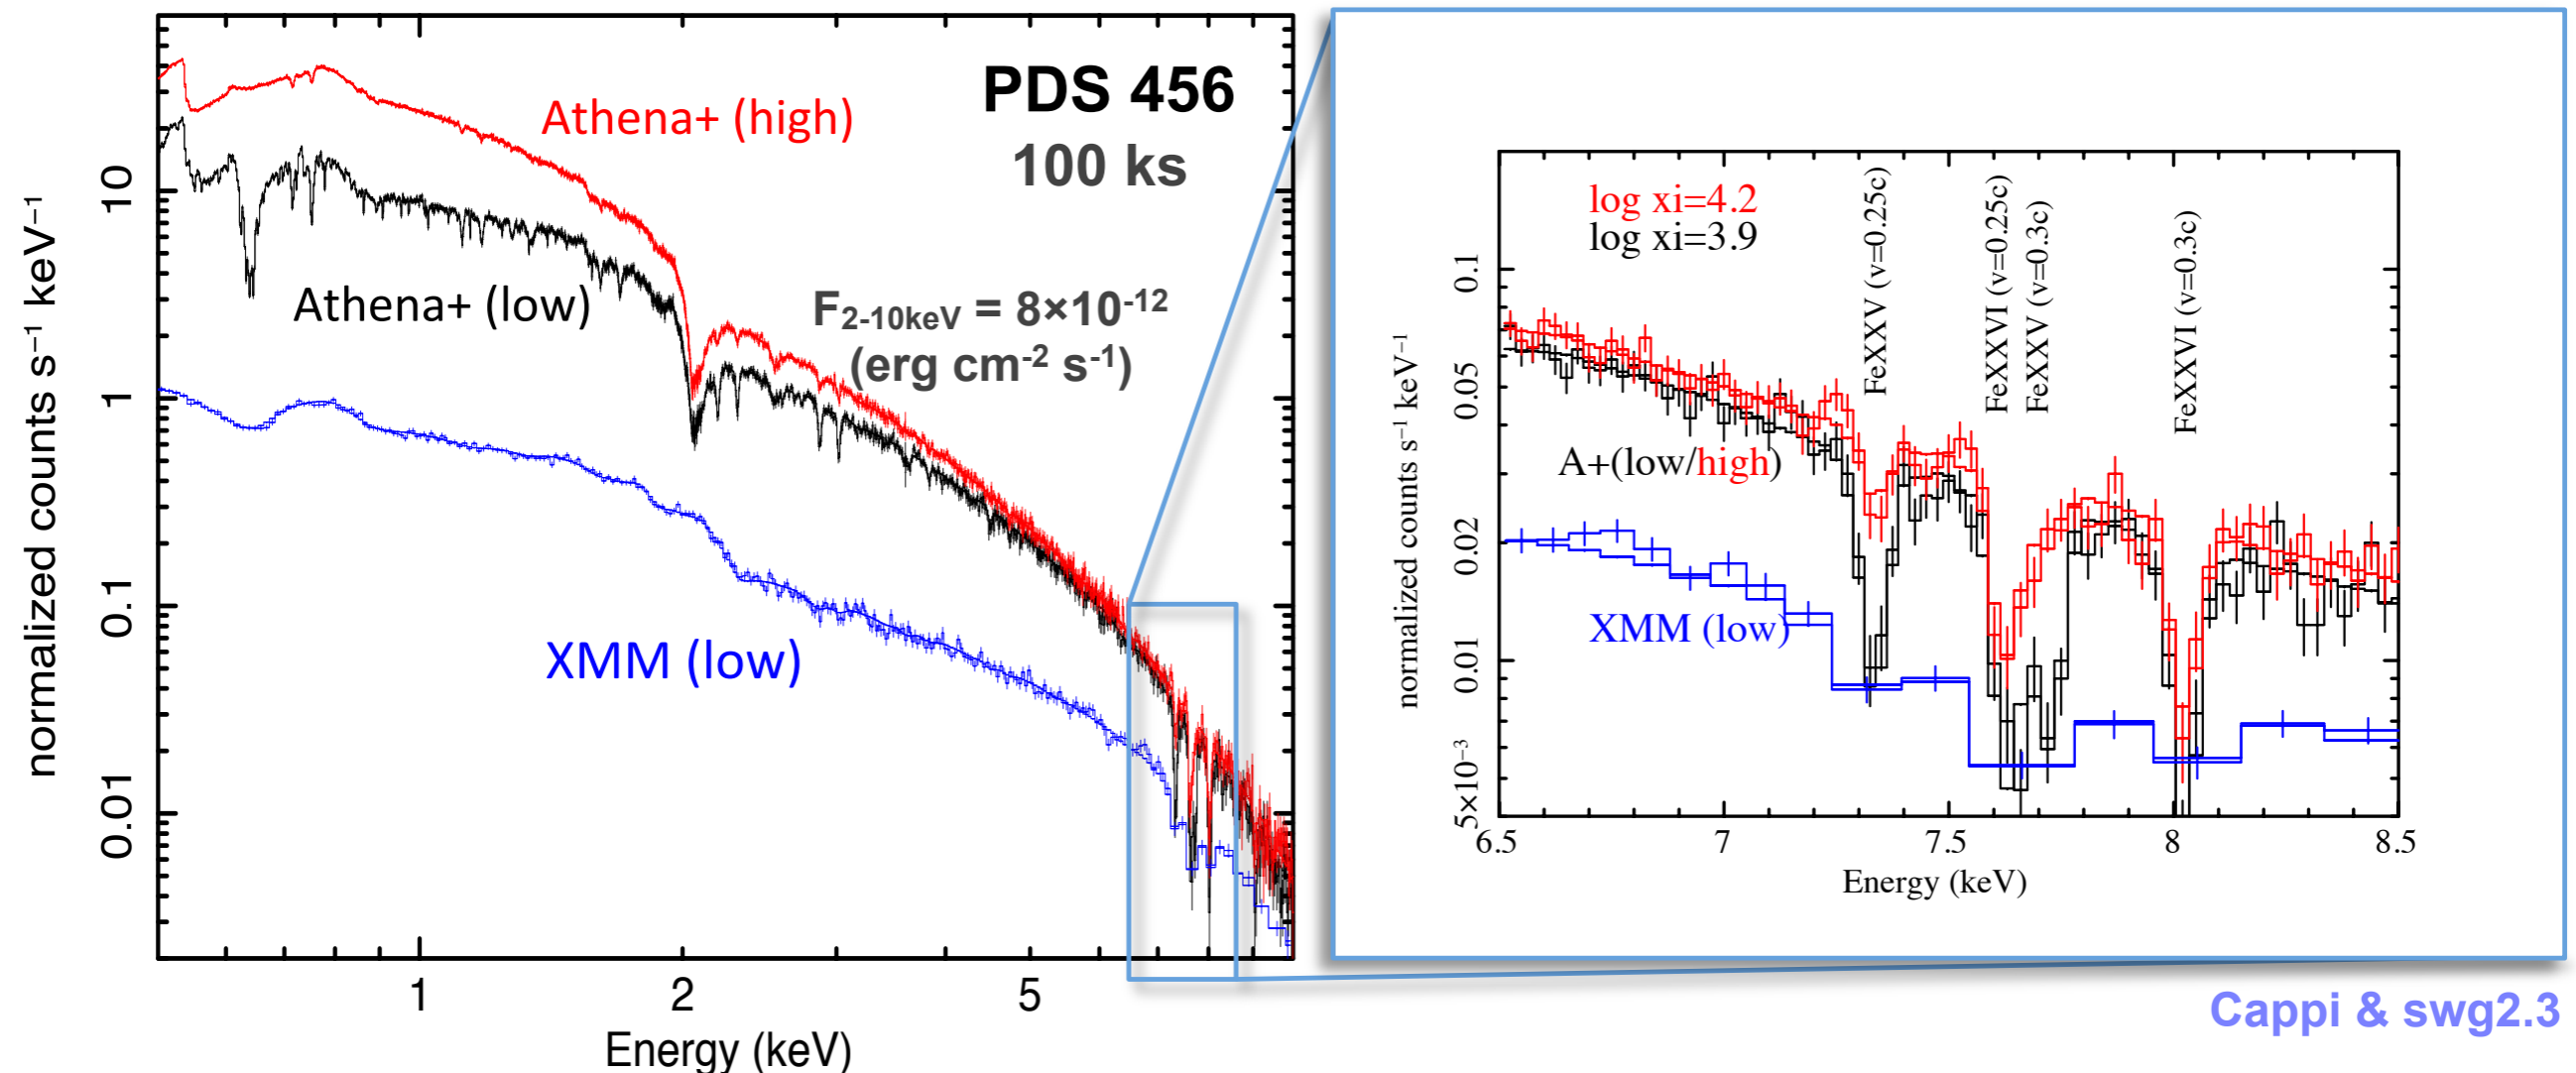 PDS 456
100 ks
Athena+ (high)
Athena+ (low)
XMM (low)
F2-10keV = 8×10-12
(erg cm-2 s-1)
normalized counts s−1 keV−1
10
1
0.1
0.01
1
2
5
Energy (keV)
log xi=4.2
log xi=3.9
FeXXV (v=0.25c)
FeXXVI (v=0.25c)
FeXXV (v=0.3c)
FeXXVI (v=0.3c)
A+(low/high)
XMM (low)
normalized counts s−1 keV−1
0.1
0.05
0.02
0.01
5×10−3
6.5
7
7.5
8
8.5
Energy (keV)
Cappi & swg2.3